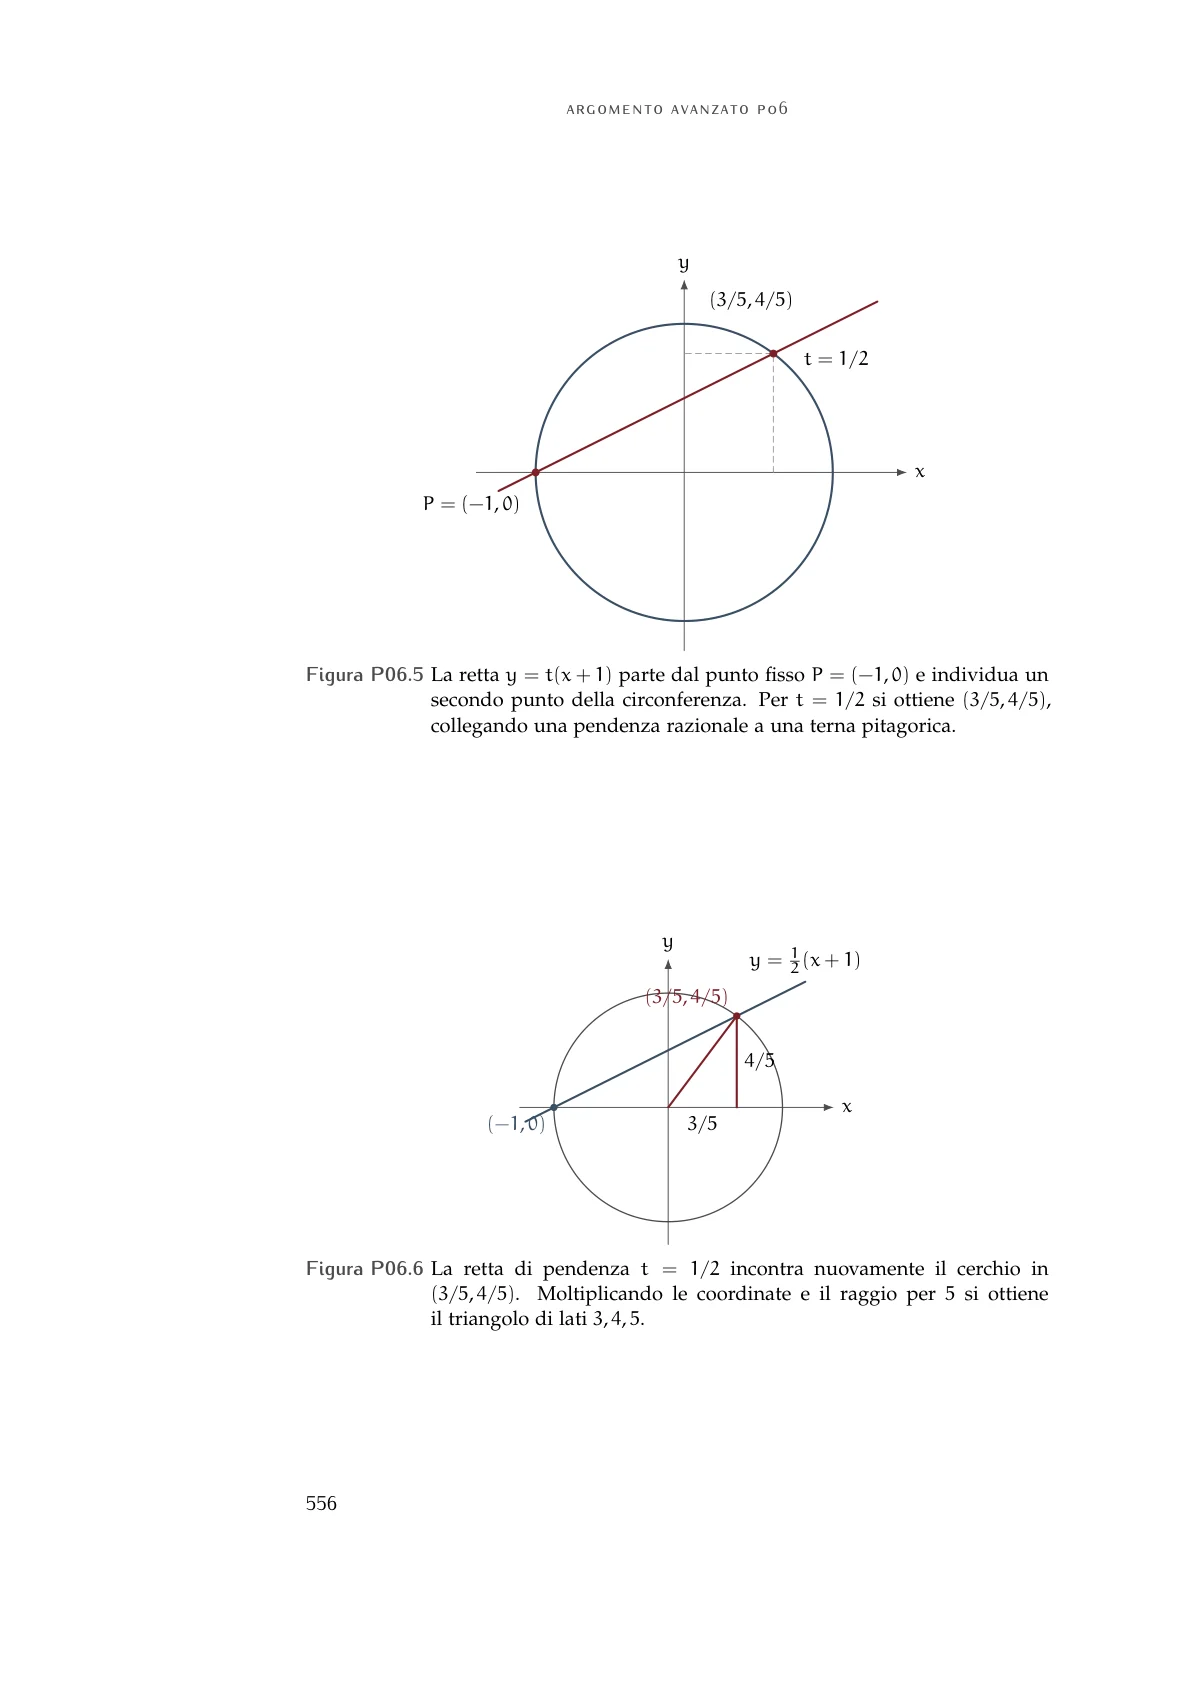 ARGOMENTO AVANZATO P06
y
(3/5, 4/5)
t = 1/2
x
P = (−1, 0)
Figura P06.5 La retta y = t(x + 1) parte dal punto fisso P = (−1, 0) e individua un
secondo punto della circonferenza. Per t = 1/2 si ottiene (3/5, 4/5),
collegando una pendenza razionale a una terna pitagorica.
y
y = 1/2(x + 1)
(3/5, 4/5)
4/5
x
(−1, 0)
3/5
Figura P06.6 La retta di pendenza t = 1/2 incontra nuovamente il cerchio in
(3/5, 4/5). Moltiplicando le coordinate e il raggio per 5 si ottiene
il triangolo di lati 3, 4, 5.
556